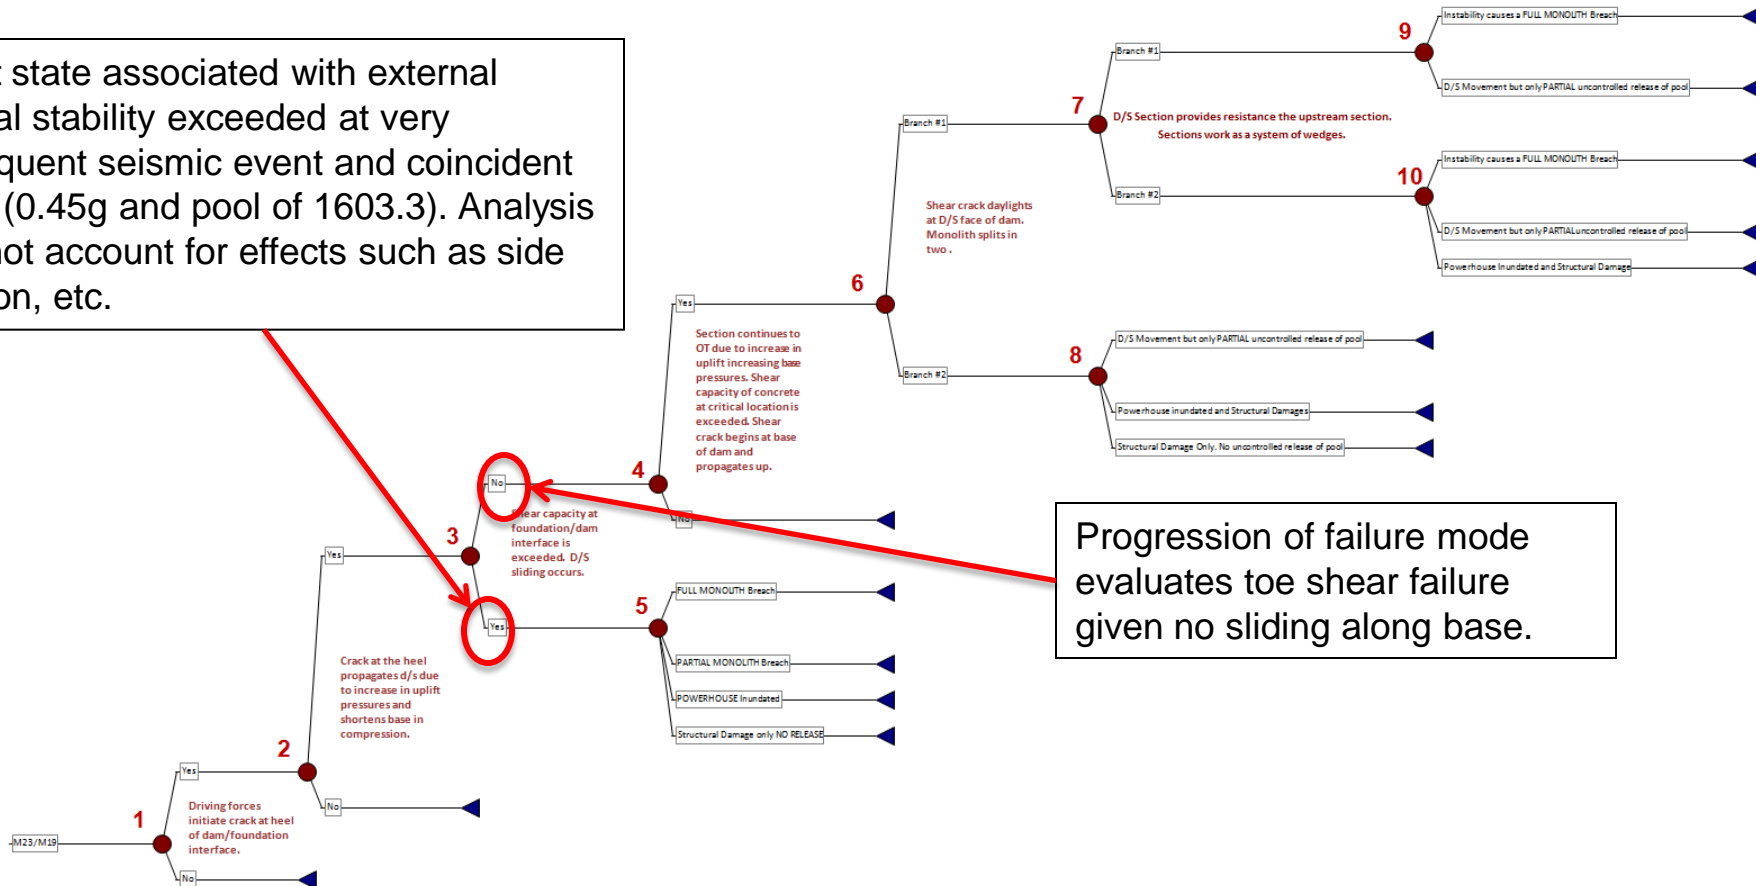 t state associated with external
al stability exceeded at very
quent seismic event and coincident
(0.45g and pool of 1603.3). Analysis
not account for effects such as side
on, etc.
Instability causes a FULL MONOLITH Breach
9
Branch #1
D/S Movement but only PARTIAL uncontrolled release of pool
7
D/S Section provides resistance the upstream section.
Sections work as a system of wedges.
Branch #1
Instability causes a FULL MONOLITH Breach
10
Branch #2
Shear crack daylights
at D/S face of dam.
Monolith splits in
two .
D/S Movement but only PARTIALuncontrolled release of pool
Powerhouse Inundated and Structural Damage
6
Yes
Section continues to
OT due to increase in
uplift increasing base
pressures. Shear
capacity of concrete
at critical location is
exceeded. Shear
crack begins at base
of dam and
propagates up.
D/S Movement but only PARTIAL uncontrolled release of pool
8
Branch #2
Powerhouse inundated and Structural Damages
Structural Damage Only. No uncontrolled release of pool
4
No
Shear capacity at
foundation/dam
interface is
exceeded. D/S
sliding occurs.
No
3
Yes
Progression of failure mode
evaluates toe shear failure
given no sliding along base.
FULL MONOLITH Breach
5
Yes
PARTIAL MONOLITH Breach
POWERHOUSE Inundated
Structural Damage only NO RELEASE
Crack at the heel
propagates d/s due
to increase in uplift
pressures and
shortens base in
compression.
2
Yes
No
Driving forces
initiate crack at heel
of dam/foundation
interface.
1
M23/M19
No